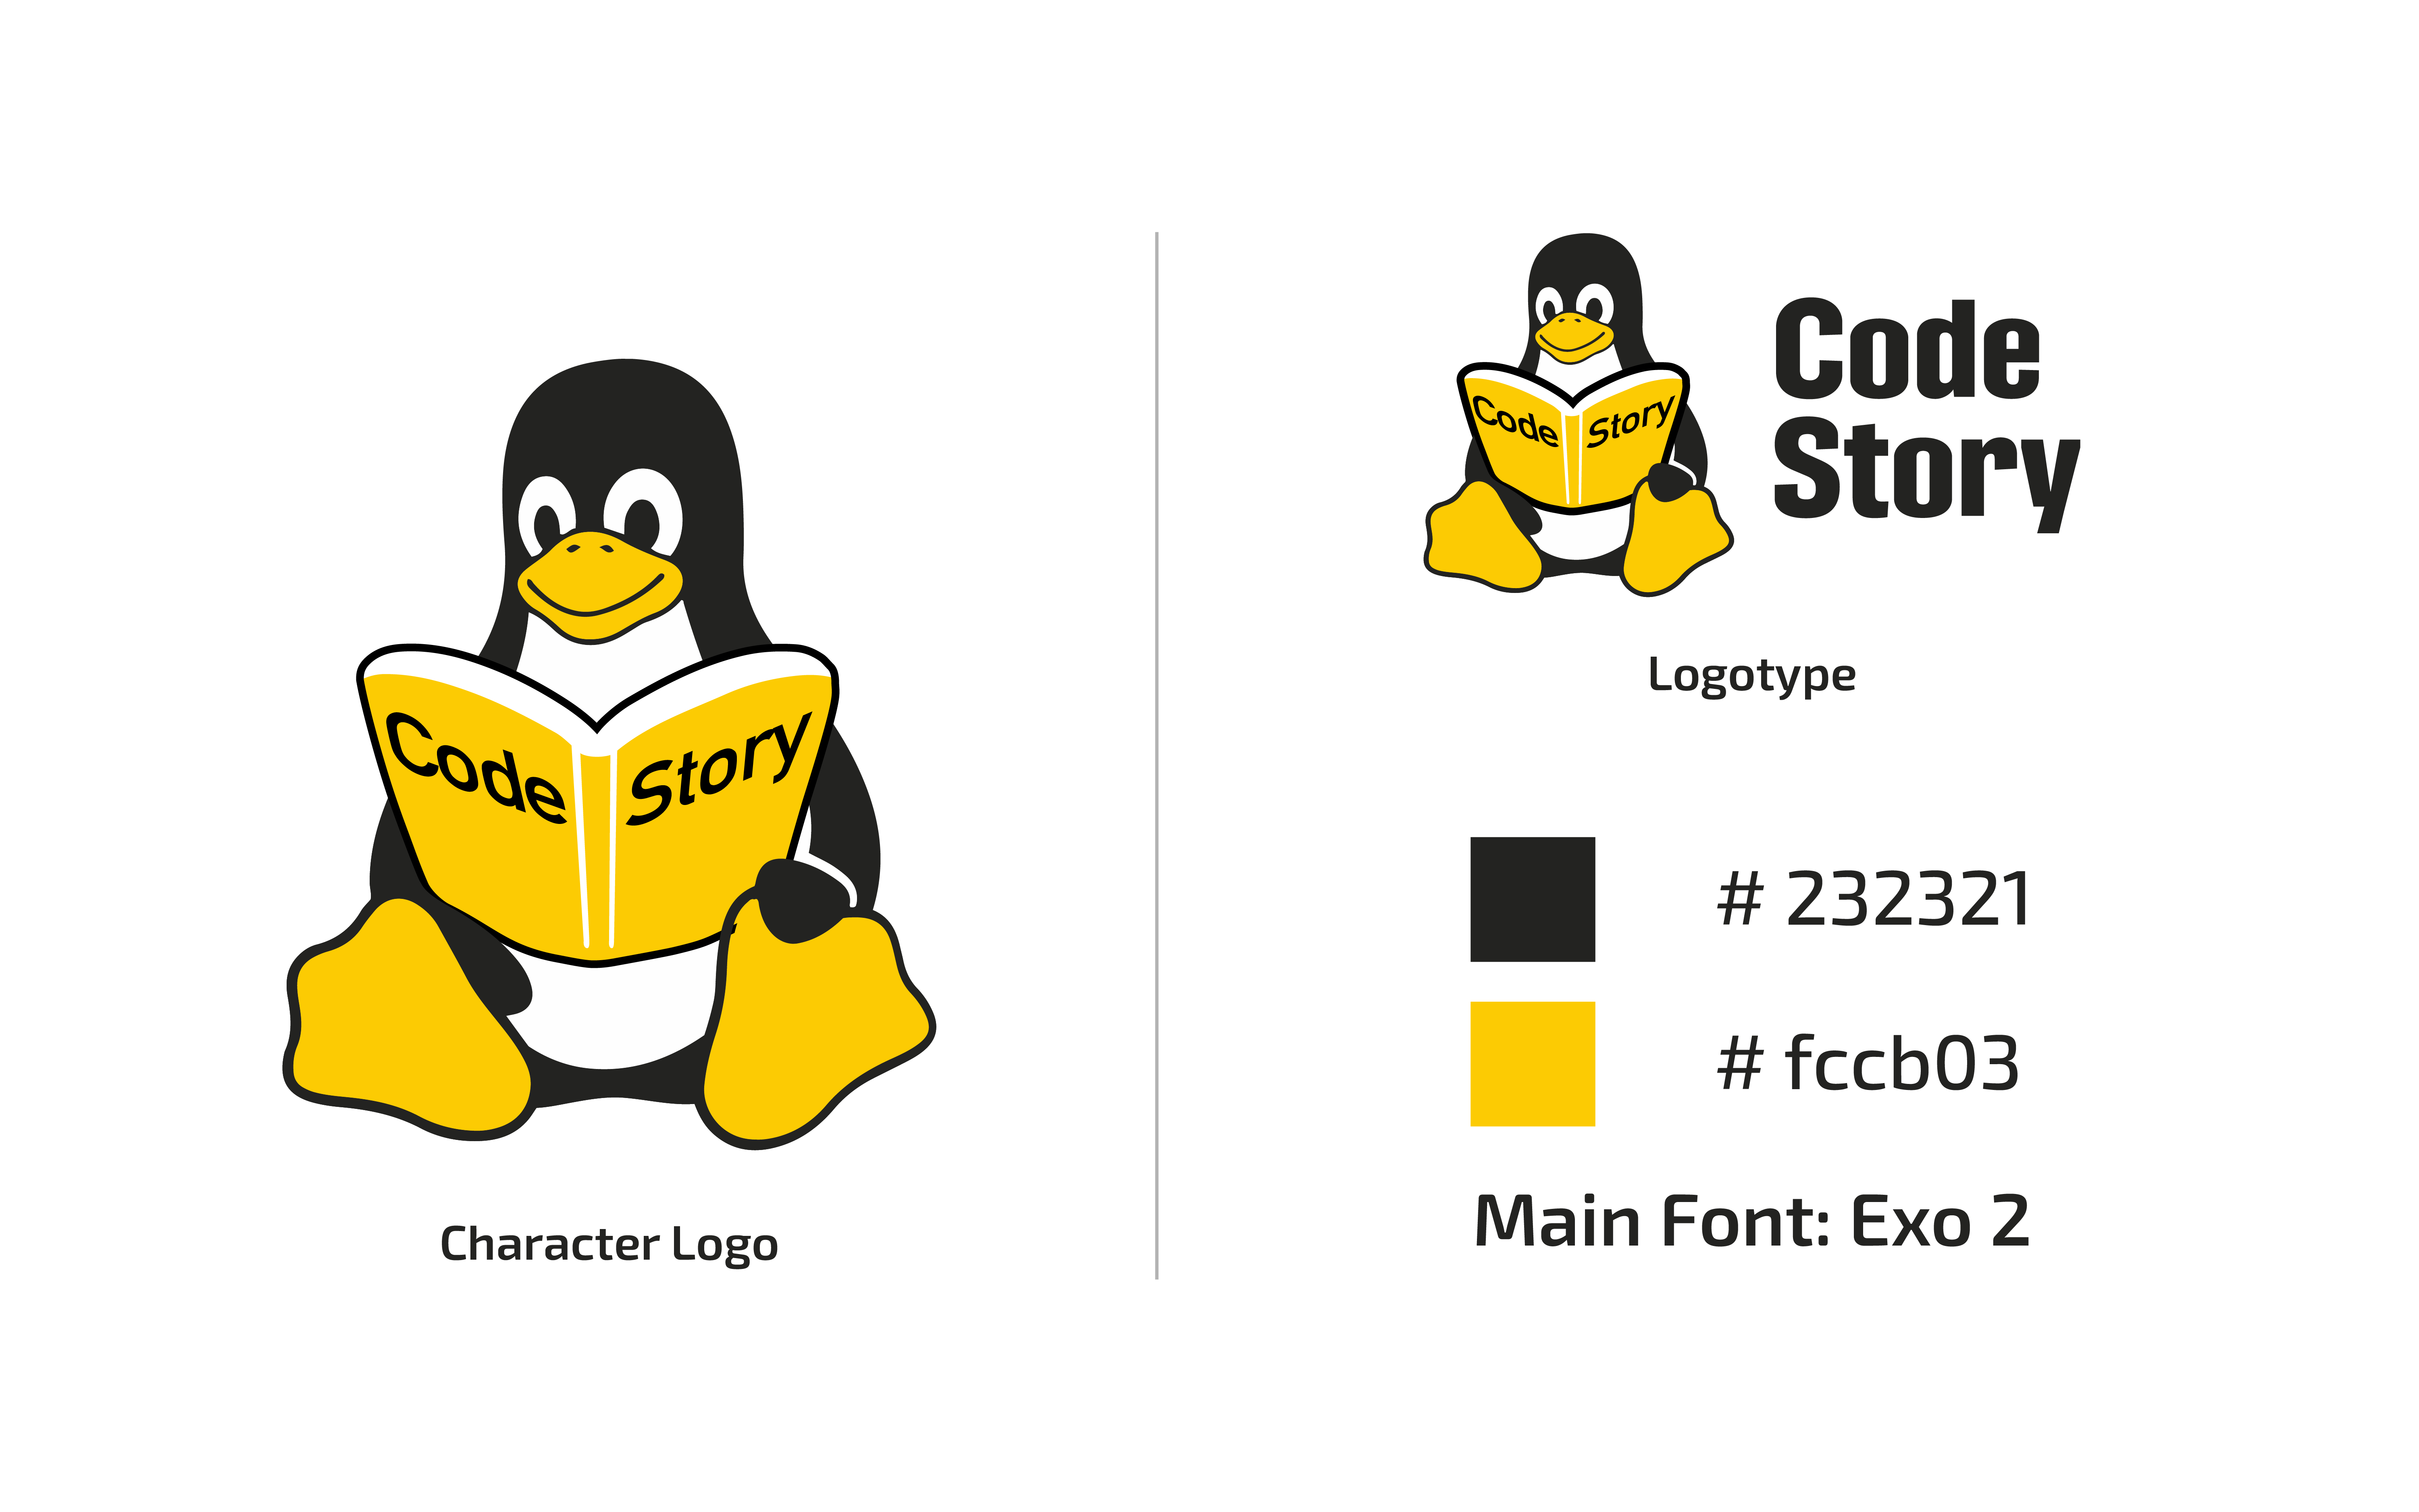 Code Story
Character Logo
Code Story
Code
Story
Logotype
# 232321
# fccb03
Main Font: Exo 2